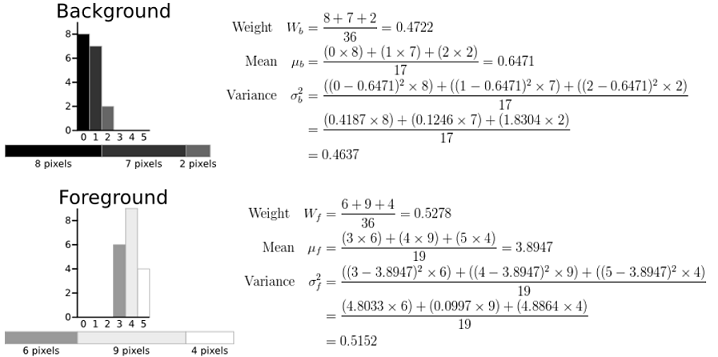 Background
8
6
4
2
0
0 1 2 3 4 5
8 pixels 7 pixels 2 pixels
Weight W_b = (8 + 7 + 2)/36 = 0.4722
Mean μ_b = ((0 × 8) + (1 × 7) + (2 × 2))/17 = 0.6471
Variance σ²_b = (((0 − 0.6471)² × 8) + ((1 − 0.6471)² × 7) + ((2 − 0.6471)² × 2))/17
= ((0.4187 × 8) + (0.1246 × 7) + (1.8304 × 2))/17
= 0.4637
Foreground
8
6
4
2
0
0 1 2 3 4 5
6 pixels 9 pixels 4 pixels
Weight W_f = (6 + 9 + 4)/36 = 0.5278
Mean μ_f = ((3 × 6) + (4 × 9) + (5 × 4))/19 = 3.8947
Variance σ²_f = (((3 − 3.8947)² × 6) + ((4 − 3.8947)² × 9) + ((5 − 3.8947)² × 4))/19
= ((4.8033 × 6) + (0.0997 × 9) + (4.8864 × 4))/19
= 0.5152